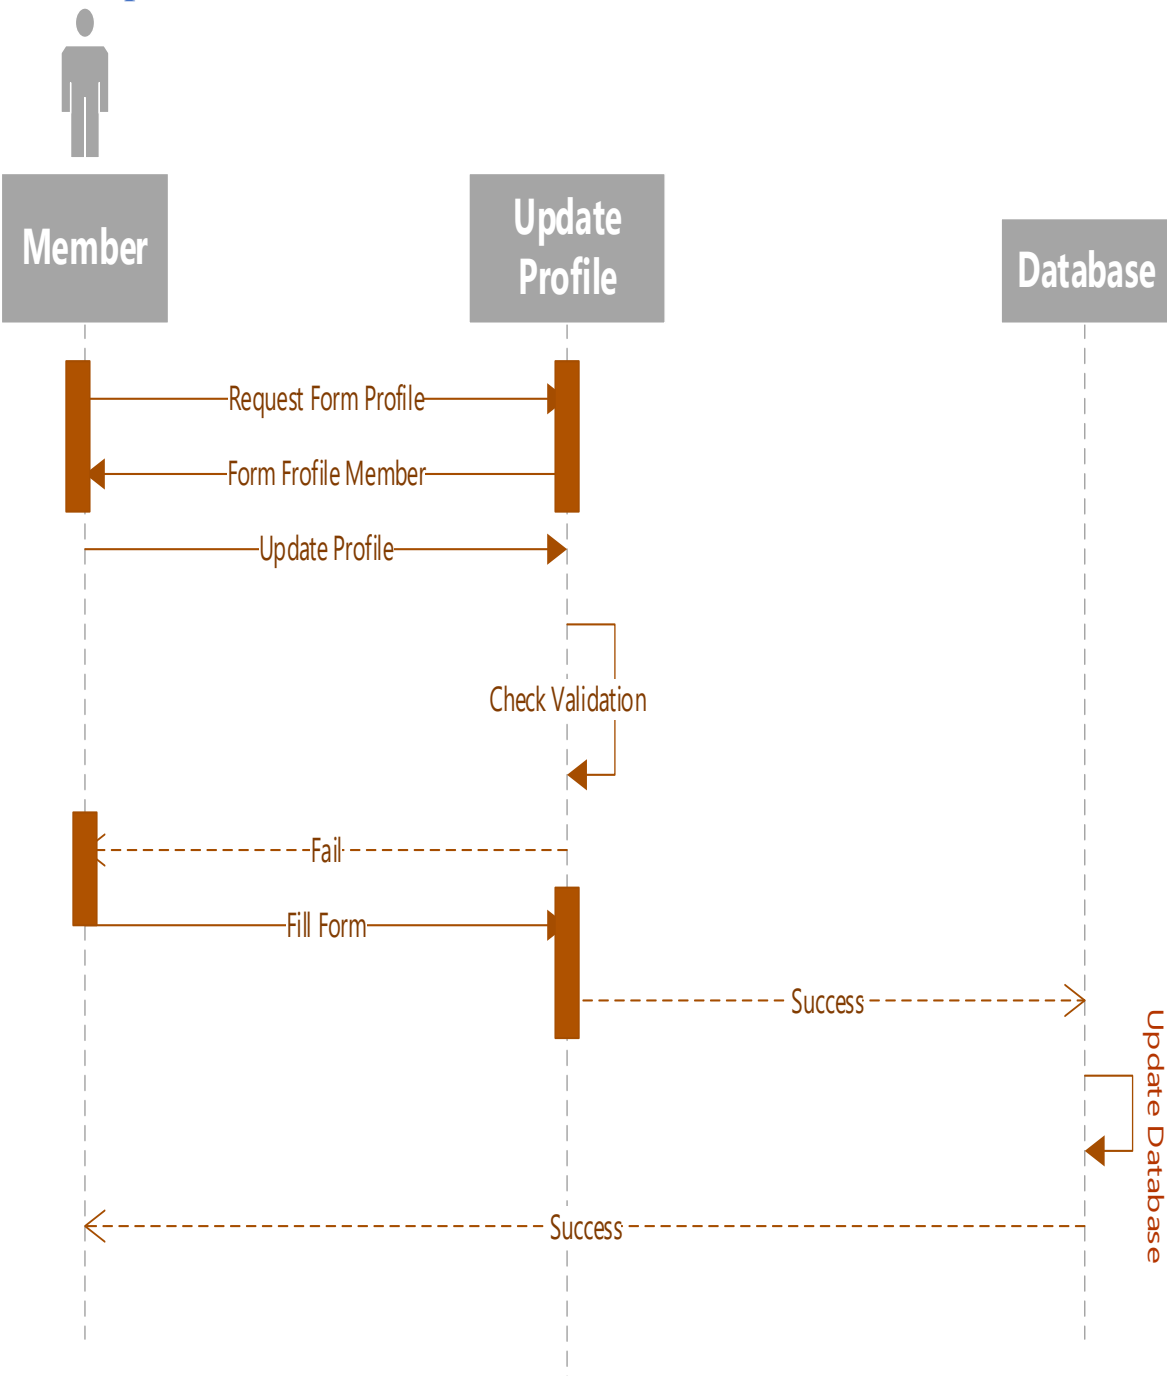 Member
Update
Profile
Database
Request Form Profile
Form Frofile Member
Update Profile
Check Validation
Fail
Fill Form
Success
Update Database
Success